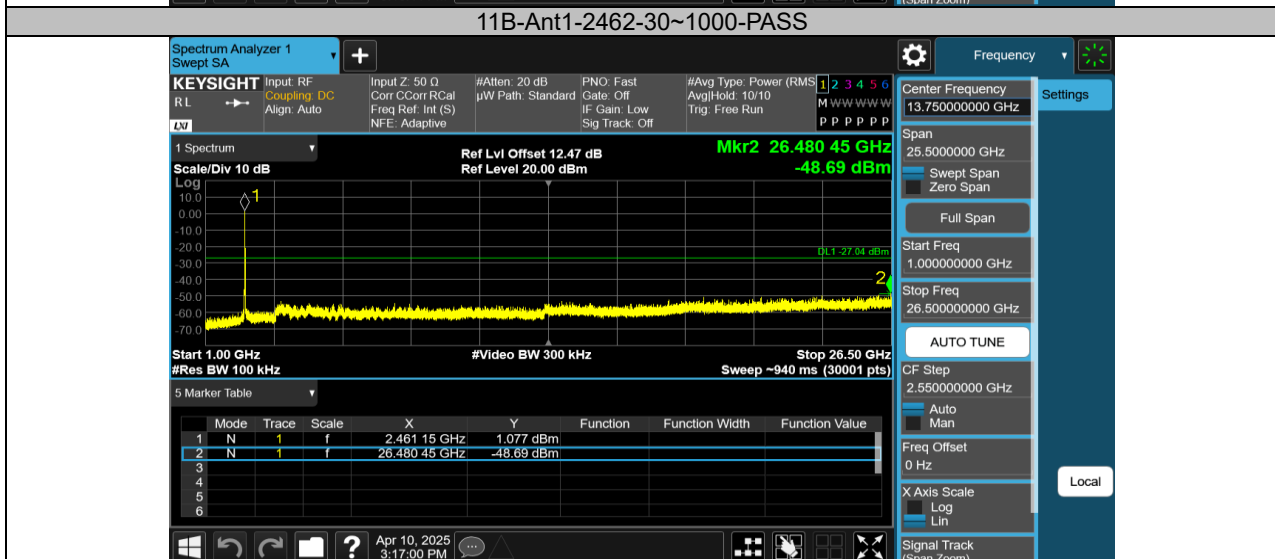 (Span Zoom)
11B-Ant1-2462-30~1000-PASS
Spectrum Analyzer 1
Swept SA
+
Frequency
KEYSIGHT
R L
LXI
Input: RF
Coupling: DC
Align: Auto
Input Z: 50 Ω
Corr CCorr RCal
Freq Ref: Int (S)
NFE: Adaptive
#Atten: 20 dB
µW Path: Standard
PNO: Fast
Gate: Off
IF Gain: Low
Sig Track: Off
#Avg Type: Power (RMS
Avg|Hold: 10/10
Trig: Free Run
1 2 3 4 5 6
M W W W W W
P P P P P P
Center Frequency
13.750000000 GHz
Settings
1 Spectrum
Scale/Div 10 dB
Ref Lvl Offset 12.47 dB
Ref Level 20.00 dBm
Mkr2 26.480 45 GHz
-48.69 dBm
Span
25.5000000 GHz
Swept Span
Zero Span
Full Span
Log
10.0
0.00
-10.0
-20.0
-30.0
-40.0
-50.0
-60.0
-70.0
1
DL1 -27.04 dBm
2
Start Freq
1.000000000 GHz
Stop Freq
26.500000000 GHz
AUTO TUNE
Start 1.00 GHz
#Video BW 300 kHz
Stop 26.50 GHz
#Res BW 100 kHz
Sweep ~940 ms (30001 pts)
CF Step
2.550000000 GHz
Auto
Man
5 Marker Table
Mode Trace Scale X Y Function Function Width Function Value
1 N 1 f 2.461 15 GHz 1.077 dBm
2 N 1 f 26.480 45 GHz -48.69 dBm
3
4
5
6
Freq Offset
0 Hz
X Axis Scale
Log
Lin
Local
Signal Track
(Span Zoom)
?
Apr 10, 2025
3:17:00 PM